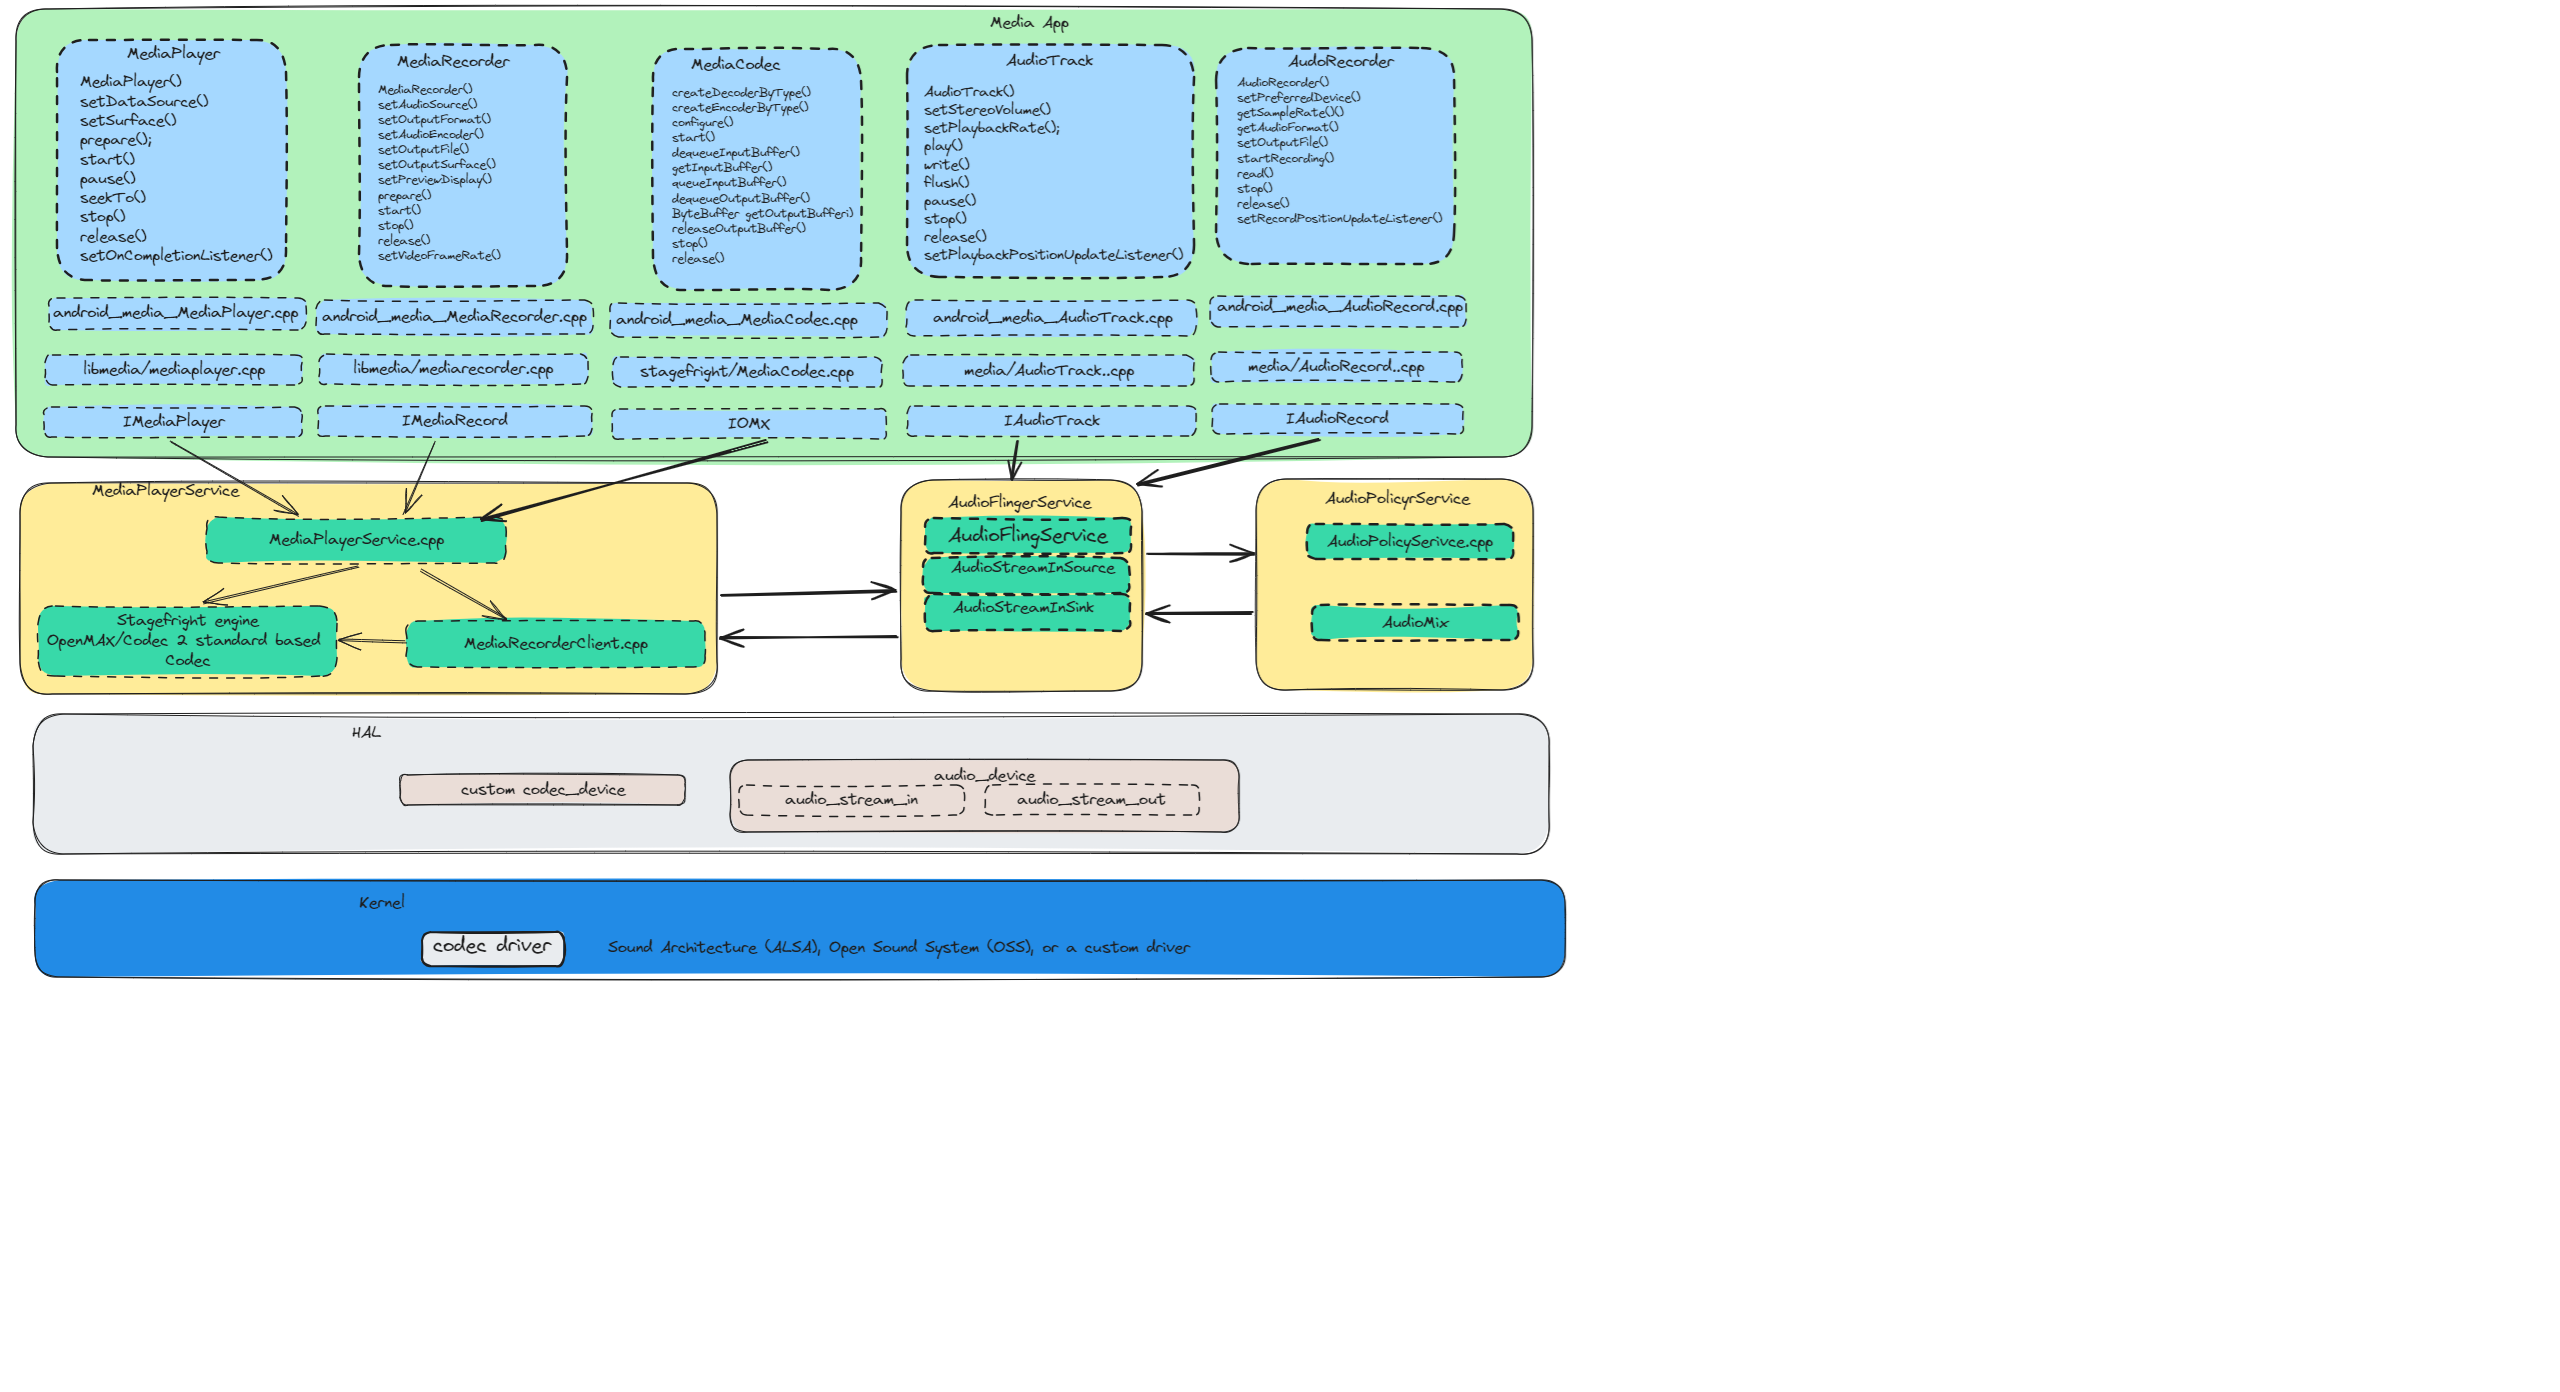 Media App
MediaPlayer
MediaPlayer()
setDataSource()
setSurface()
prepare();
start()
pause()
seekTo()
stop()
release()
setOnCompletionListener()
MediaRecorder
MediaRecorder()
setAudioSource()
setOutputFormat()
setAudioEncoder()
setOutputFile()
setOutputSurface()
setPreviewDisplay()
prepare()
start()
stop()
release()
setVideoFrameRate()
MediaCodec
createDecoderByType()
createEncoderByType()
configure()
start()
dequeueInputBuffer()
getInputBuffer()
queueInputBuffer()
dequeueOutputBuffer()
ByteBuffer getOutputBufferi)
releaseOutputBuffer()
stop()
release()
AudioTrack
AudioTrack()
setStereoVolume()
setPlaybackRate();
play()
write()
flush()
pause()
stop()
release()
setPlaybackPositionUpdateListener()
AudoRecorder
AudioRecorder()
setPreferredDevice()
getSampleRate()()
getAudioFormat()
setOutputFile()
startRecording()
read()
stop()
release()
setRecordPositionUpdateListener()
android_media_MediaPlayer.cpp
android_media_MediaRecorder.cpp
android_media_MediaCodec.cpp
android_media_AudioTrack.cpp
android_media_AudioRecord.cpp
libmedia/mediaplayer.cpp
libmedia/mediarecorder.cpp
stagefright/MediaCodec.cpp
media/AudioTrack..cpp
media/AudioRecord..cpp
IMediaPlayer
IMediaRecord
IOMX
IAudioTrack
IAudioRecord
MediaPlayerService
MediaPlayerService.cpp
Stagefright engine
OpenMAX/Codec 2 standard based
Codec
MediaRecorderClient.cpp
AudioFlingerService
AudioFlingService
AudioStreamInSource
AudioStreamInSink
AudioPolicyrService
AudioPolicySerivce.cpp
AudioMix
HAL
custom codec_device
audio_device
audio_stream_in
audio_stream_out
Kernel
codec driver
Sound Architecture (ALSA), Open Sound System (OSS), or a custom driver